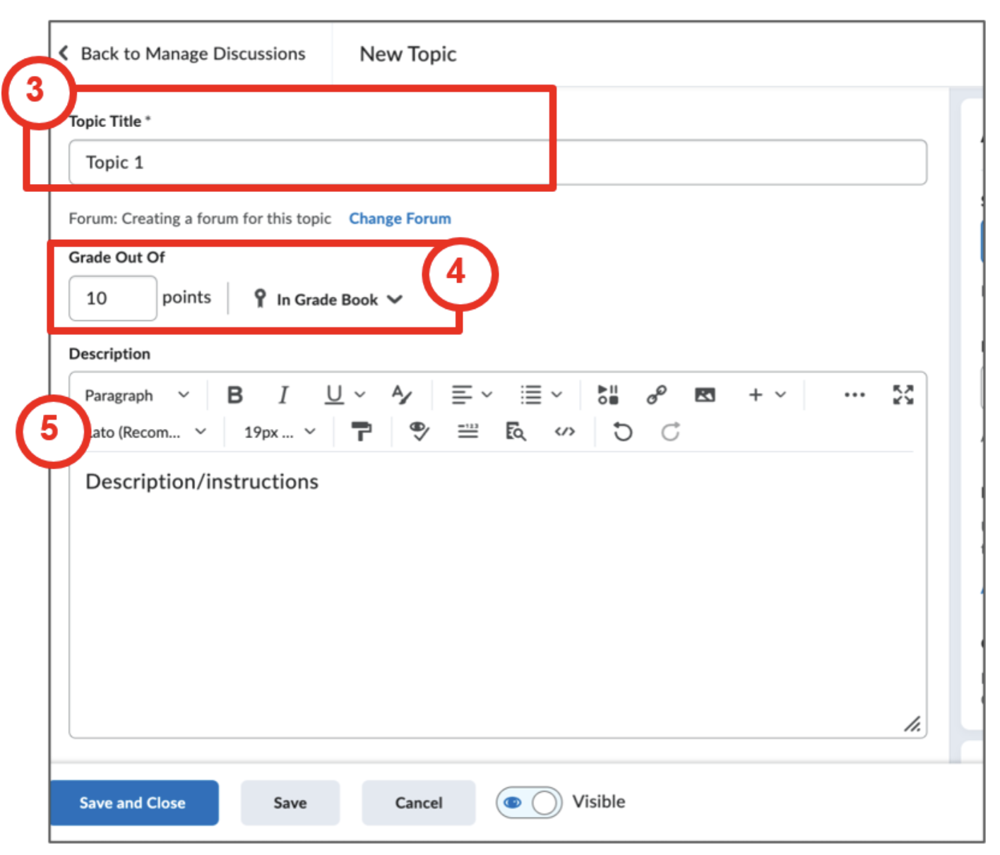 Back to Manage Discussions New Topic
3
Topic Title *
Topic 1
Forum: Creating a forum for this topic Change Forum
4
Grade Out Of
10 points In Grade Book
Description
Paragraph B I U A
5
Lato (Recom... 19px ...
Description/instructions
Save and Close Save Cancel Visible